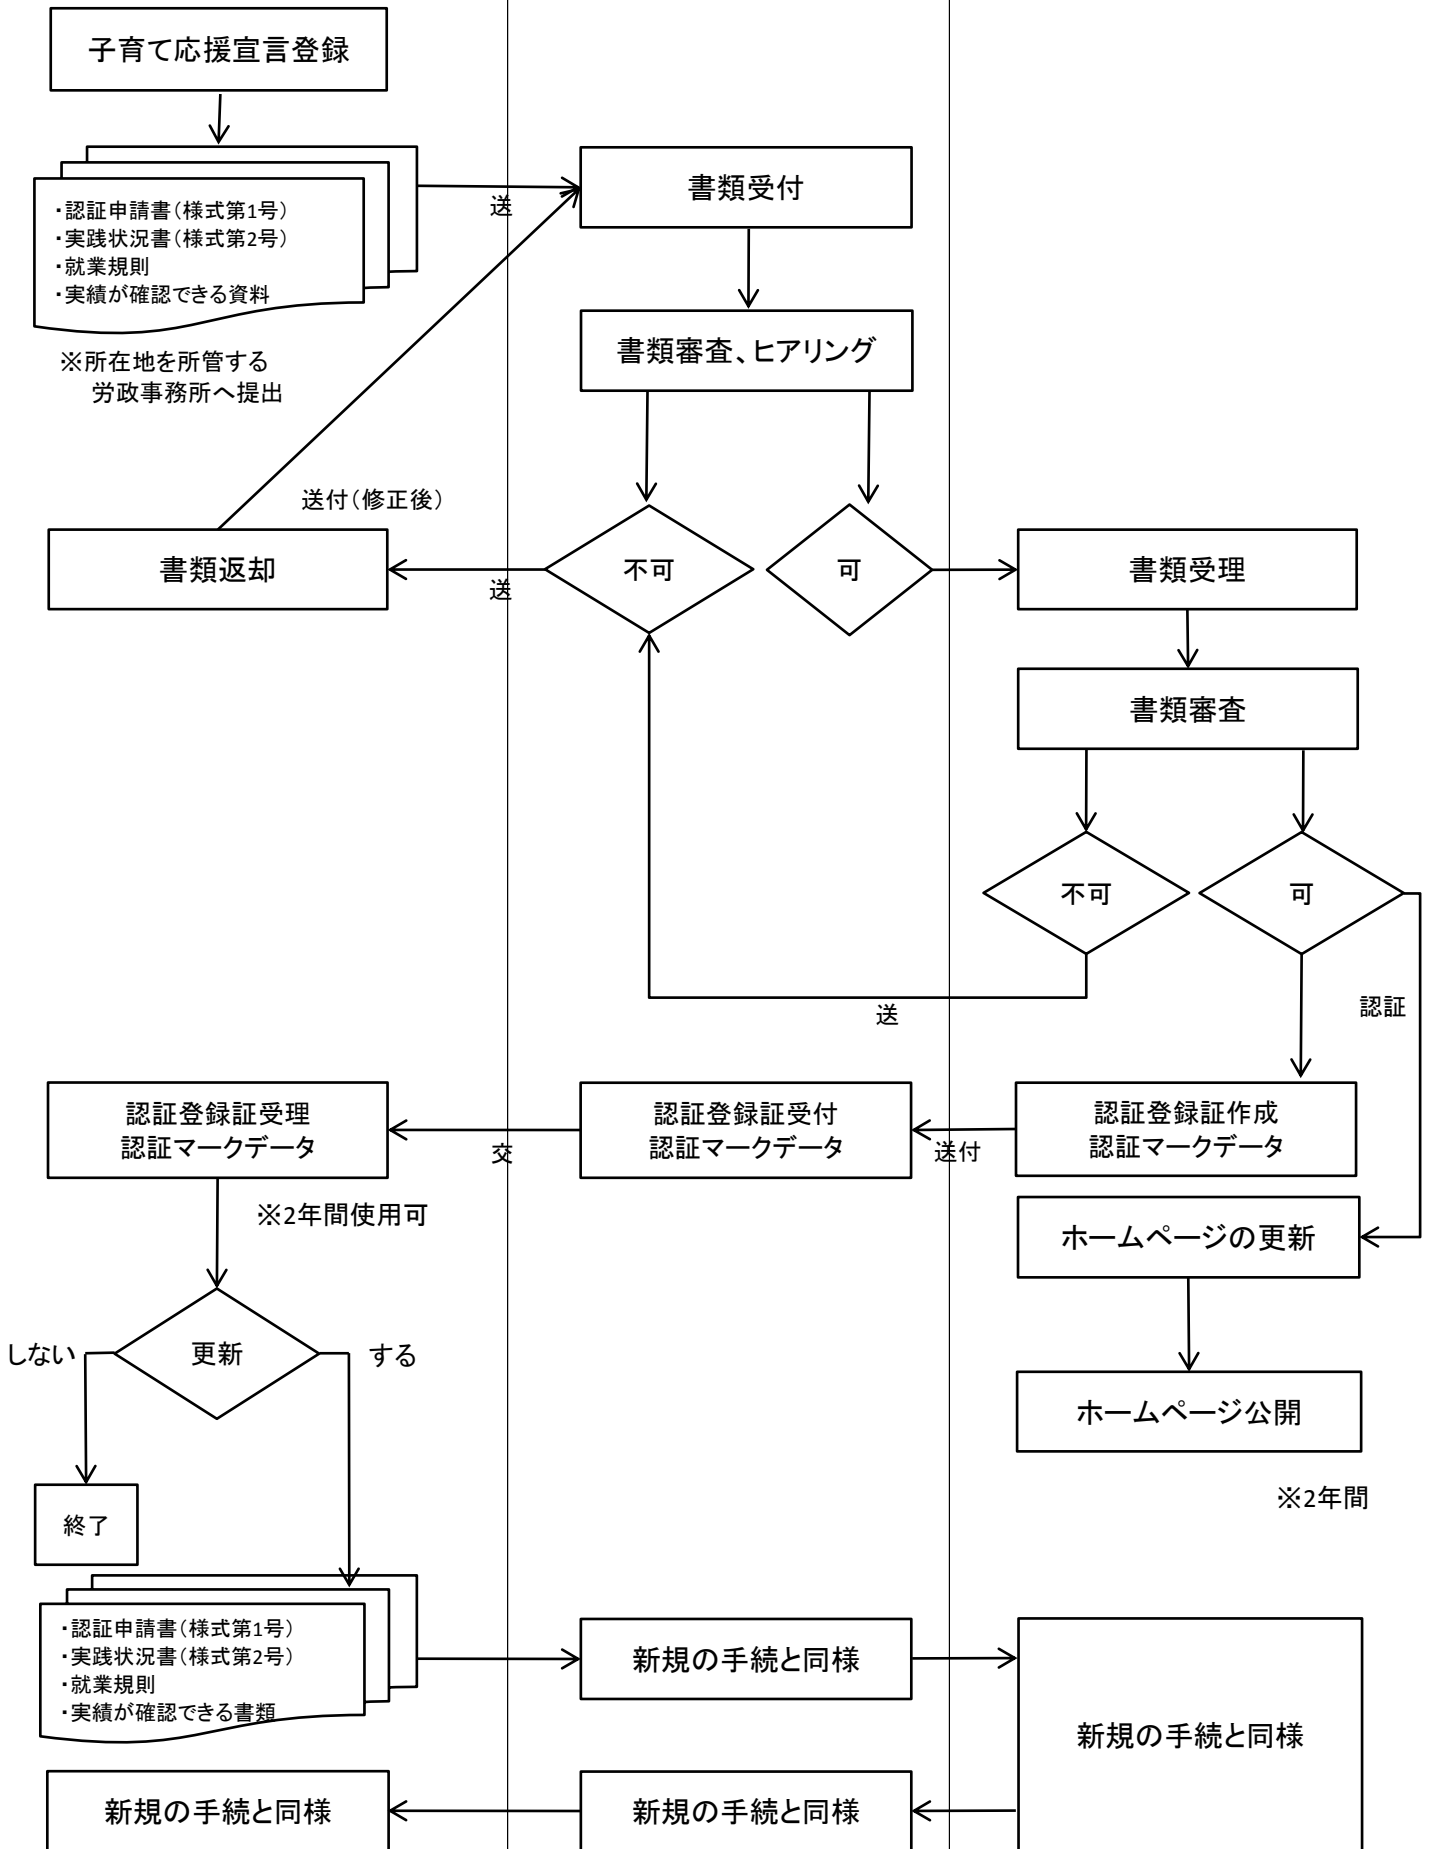 子育て応援宣言登録
・認証申請書（様式第1号）
・実践状況書（様式第2号）
・就業規則
・実績が確認できる資料
送
書類受付
※所在地を所管する
労政事務所へ提出
書類審査、ヒアリング
送付（修正後）
書類返却
送
不可
可
書類受理
書類審査
不可
可
送
認証
認証登録証受理
認証マークデータ
交
認証登録証受付
認証マークデータ
送付
認証登録証作成
認証マークデータ
※2年間使用可
ホームページの更新
しない
更新
する
ホームページ公開
※2年間
終了
・認証申請書（様式第1号）
・実践状況書（様式第2号）
・就業規則
・実績が確認できる書類
新規の手続と同様
新規の手続と同様
新規の手続と同様
新規の手続と同様